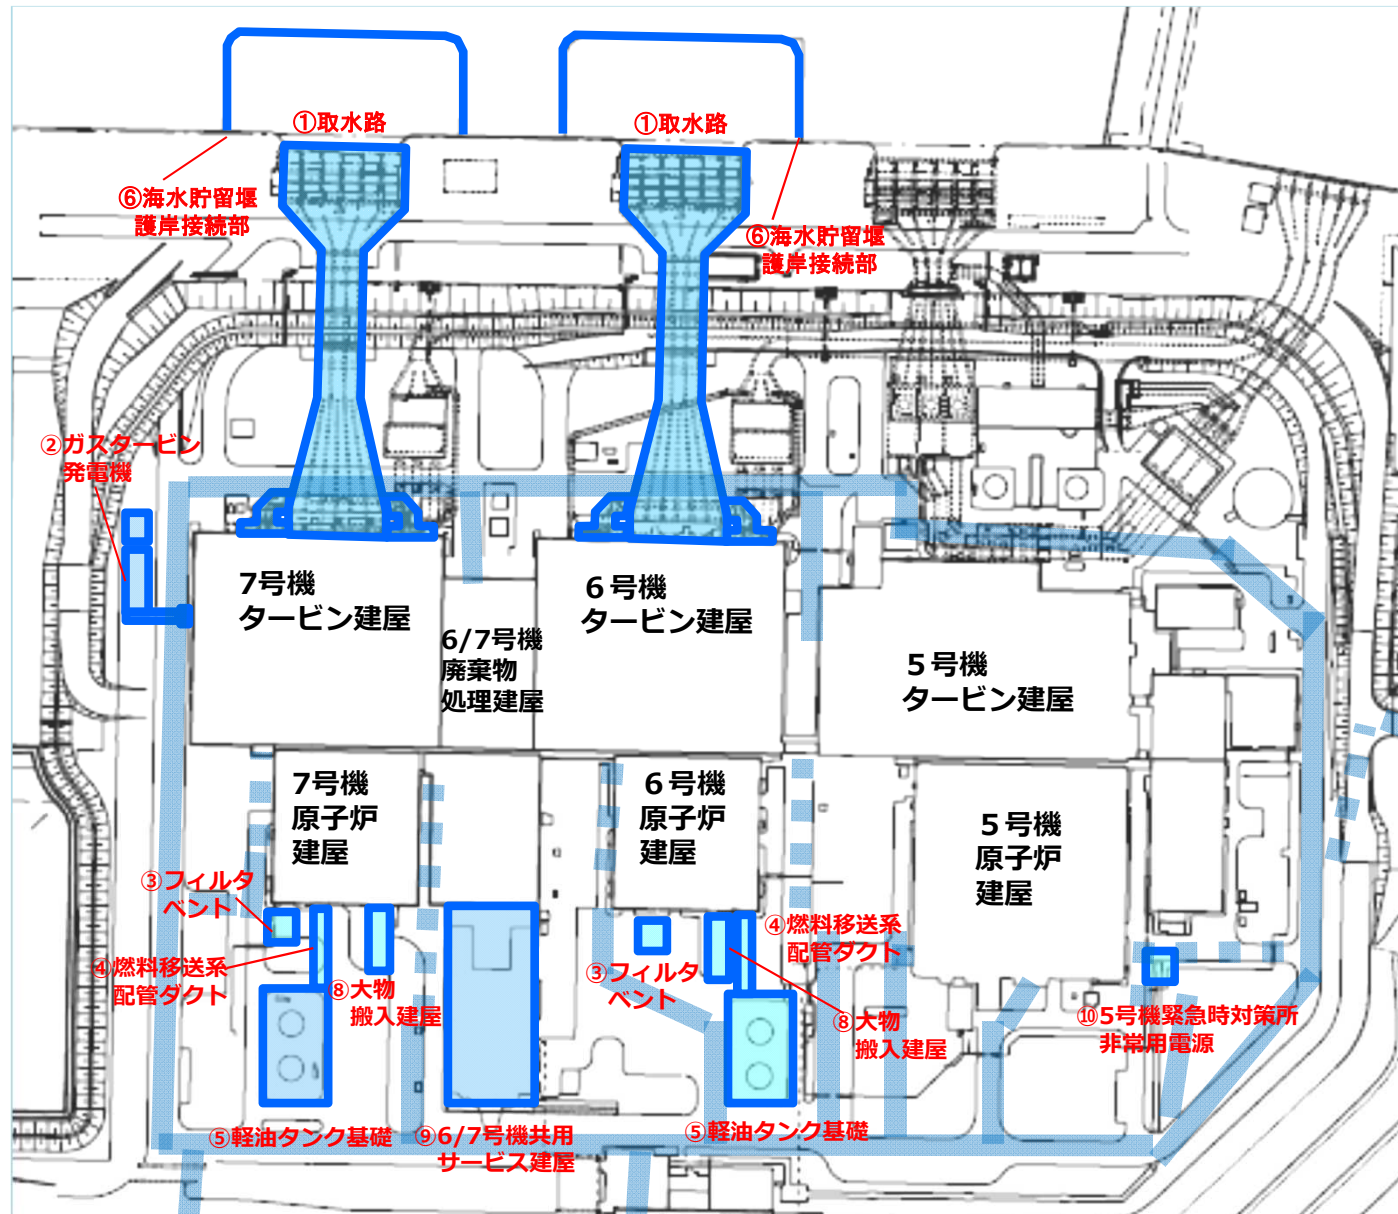 ①取水路
①取水路
⑥海水貯留堰
護岸接続部
⑥海水貯留堰
護岸接続部
②ガスタービン
発電機
7号機
タービン建屋
6/7号機
廃棄物
処理建屋
6号機
タービン建屋
5号機
タービン建屋
7号機
原子炉
建屋
6号機
原子炉
建屋
5号機
原子炉
建屋
③フィルタ
ベント
④燃料移送系
配管ダクト
⑧大物
搬入建屋
③フィルタ
ベント
④燃料移送系
配管ダクト
⑧大物
搬入建屋
⑩5号機緊急時対策所
非常用電源
⑤軽油タンク基礎
⑨6/7号機共用
サービス建屋
⑤軽油タンク基礎